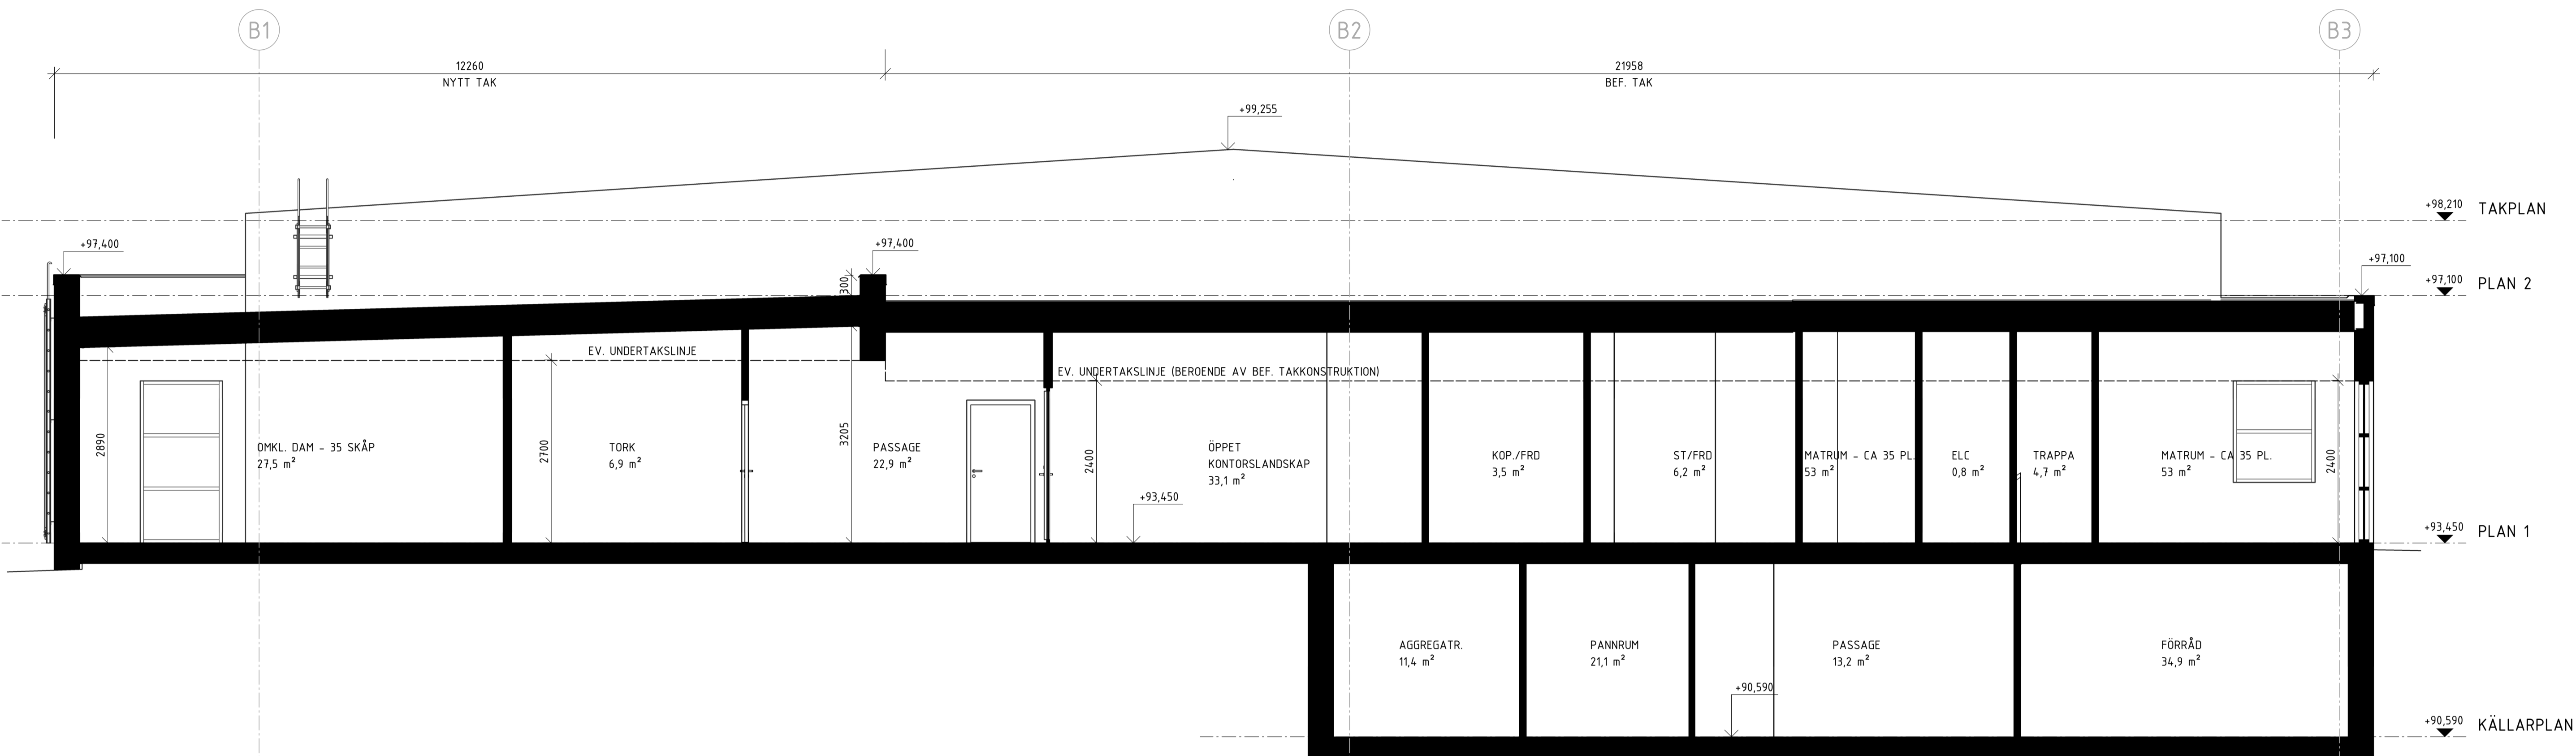 B1
B2
B3
12260
NYTT TAK
21958
BEF. TAK
+99,255
+98,210 TAKPLAN
+97,400
+97,400
+97,100
300
+97,100 PLAN 2
EV. UNDERTAKSLINJE
EV. UNDERTAKSLINJE (BEROENDE AV BEF. TAKKONSTRUKTION)
2890
OMKL. DAM - 35 SKÅP
27,5 m²
2700
TORK
6,9 m²
3205
PASSAGE
22,9 m²
2400
ÖPPET
KONTORSLANDSKAP
33,1 m²
+93,450
KOP./FRD
3,5 m²
ST/FRD
6,2 m²
MATRUM - CA 35 PL.
53 m²
ELC
0,8 m²
TRAPPA
4,7 m²
MATRUM - CA 35 PL.
53 m²
2400
+93,450 PLAN 1
AGGREGATR.
11,4 m²
PANNRUM
21,1 m²
PASSAGE
13,2 m²
FÖRRÅD
34,9 m²
+90,590
+90,590 KÄLLARPLAN